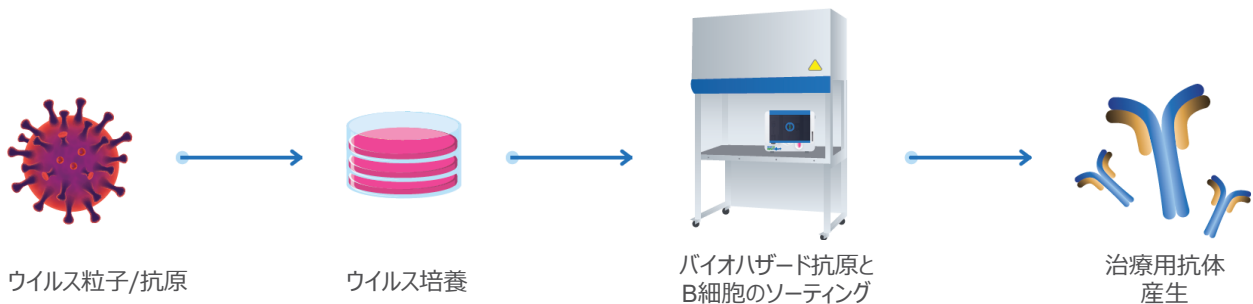 ウイルス粒子/抗原
ウイルス培養
バイオハザード抗原と
B細胞のソーティング
治療用抗体
産生